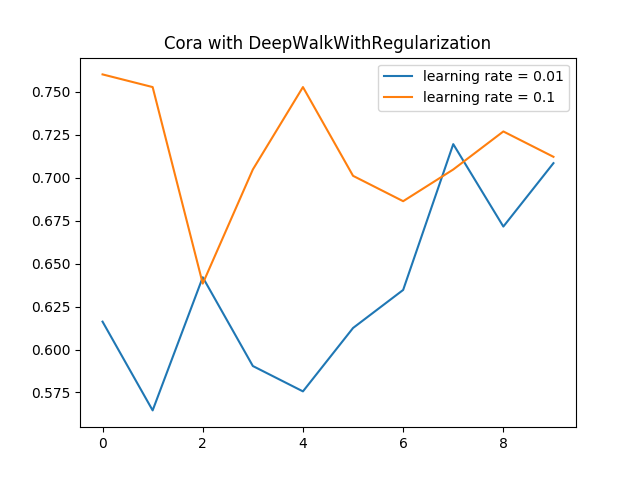 Cora with DeepWalkWithRegularization
learning rate = 0.01
learning rate = 0.1
0.750
0.725
0.700
0.675
0.650
0.625
0.600
0.575
0 2 4 6 8